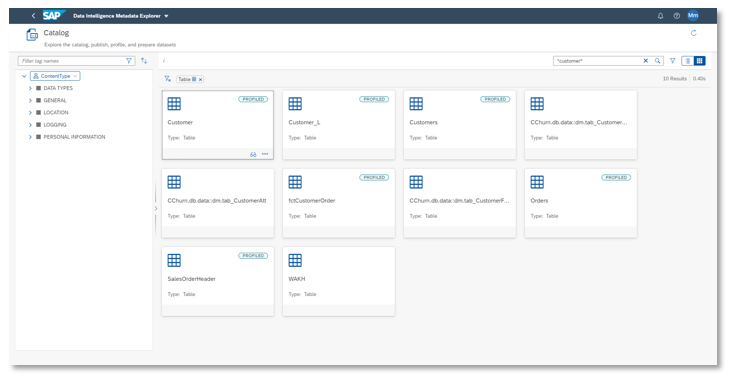 SAP Data Intelligence Metadata Explorer
Mm
Catalog
Explore the catalog, publish, profile, and prepare datasets
Filter tag names
*customer*
ContentType
Table
10 Results 0.40s
DATA TYPES
GENERAL
LOCATION
LOGGING
PERSONAL INFORMATION
PROFILED
Customer
Type: Table
PROFILED
Customer_L
Type: Table
PROFILED
Customers
Type: Table
CChurn.db.data::dm.tab_Customer...
Type: Table
CChurn.db.data::dm.tab_CustomerAtt
Type: Table
PROFILED
fctCustomerOrder
Type: Table
CChurn.db.data::dm.tab_CustomerF...
Type: Table
PROFILED
Orders
Type: Table
PROFILED
SalesOrderHeader
Type: Table
WAKH
Type: Table